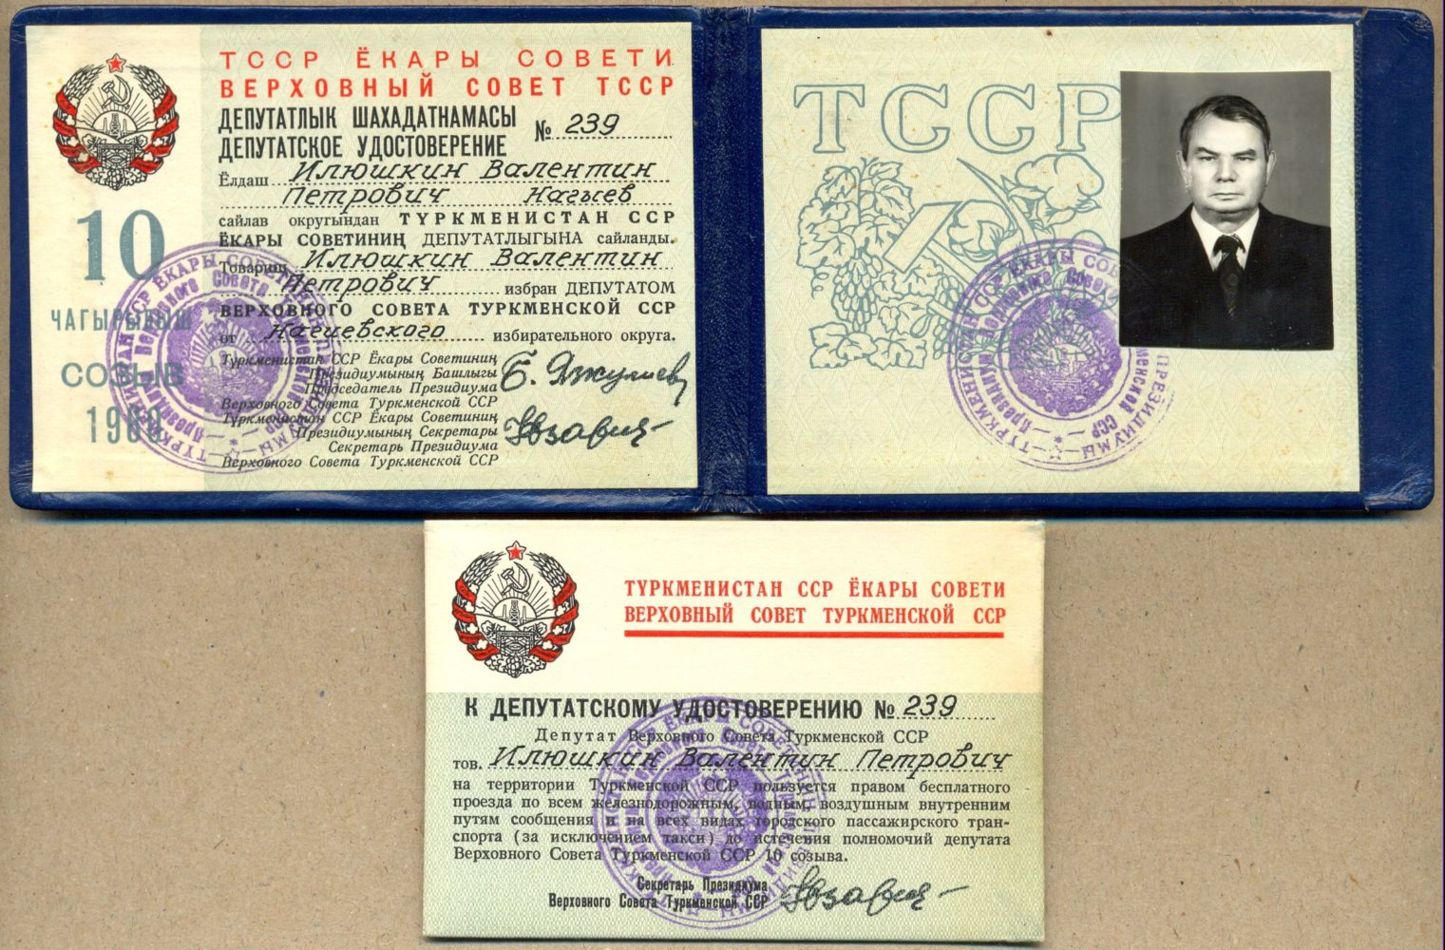 ТССР ЁКАРЫ СОВЕТИ
ВЕРХОВНЫЙ СОВЕТ ТССР
ДЕПУТАТЛЫК ШАХАДАТНАМАСЫ
ДЕПУТАТСКОЕ УДОСТОВЕРЕНИЕ № 239
Ёлдаш Илюшкин Валентин
Петрович Нагыев
сайлав округындан ТҮРКМЕНИСТАН ССР
ЁКАРЫ СОВЕТИНИҢ ДЕПУТАТЛЫГЫНА сайланды.
Товарищ Илюшкин Валентин
Петрович избран ДЕПУТАТОМ
ВЕРХОВНОГО СОВЕТА ТУРКМЕНСКОЙ ССР
от Нагиевского избирательного округа.
Түркменистан ССР Ёкары Советиниң
Президиумының Башлыгы
Председатель Президиума
Верховного Совета Туркменской ССР
Түркменистан ССР Ёкары Советиниң
Президиумының Секретары
Секретарь Президиума
Верховного Совета Туркменской ССР
10
ЧАГЫРЫЛЫШ
СОЗЫВ
1980
ТССР
ТҮРКМЕНИСТАН ССР ЁКАРЫ СОВЕТИ
ВЕРХОВНЫЙ СОВЕТ ТУРКМЕНСКОЙ ССР
К ДЕПУТАТСКОМУ УДОСТОВЕРЕНИЮ № 239
Депутат Верховного Совета Туркменской ССР
тов. Илюшкин Валентин Петрович
на территории Туркменской ССР пользуется правом бесплатного
проезда по всем железнодорожным, водным, воздушным внутренним
путям сообщения и на всех видах городского пассажирского тран-
спорта (за исключением такси) до истечения полномочий депутата
Верховного Совета Туркменской ССР 10 созыва.
Секретарь Президиума
Верховного Совета Туркменской ССР